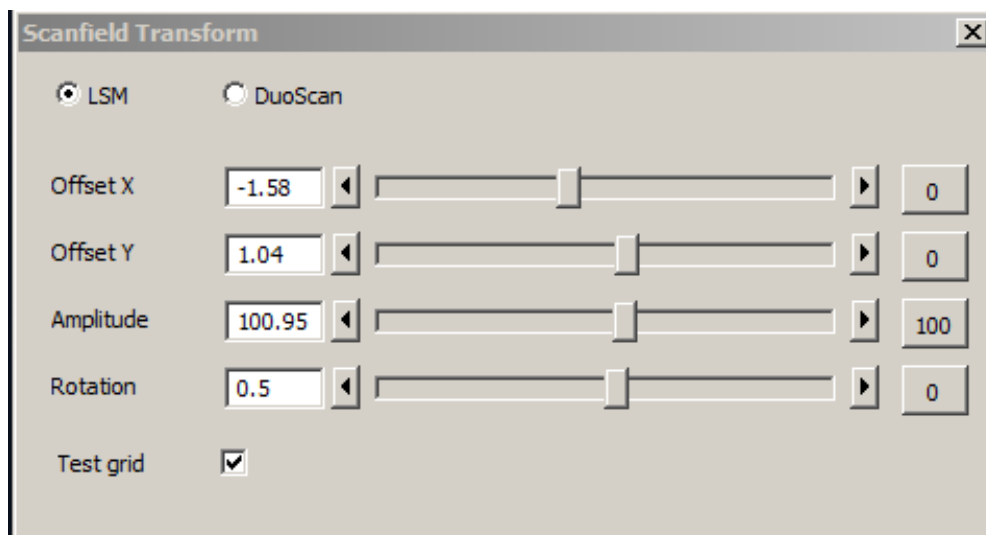 Scanfield Transform
LSM DuoScan
Offset X -1.58 0
Offset Y 1.04 0
Amplitude 100.95 100
Rotation 0.5 0
Test grid